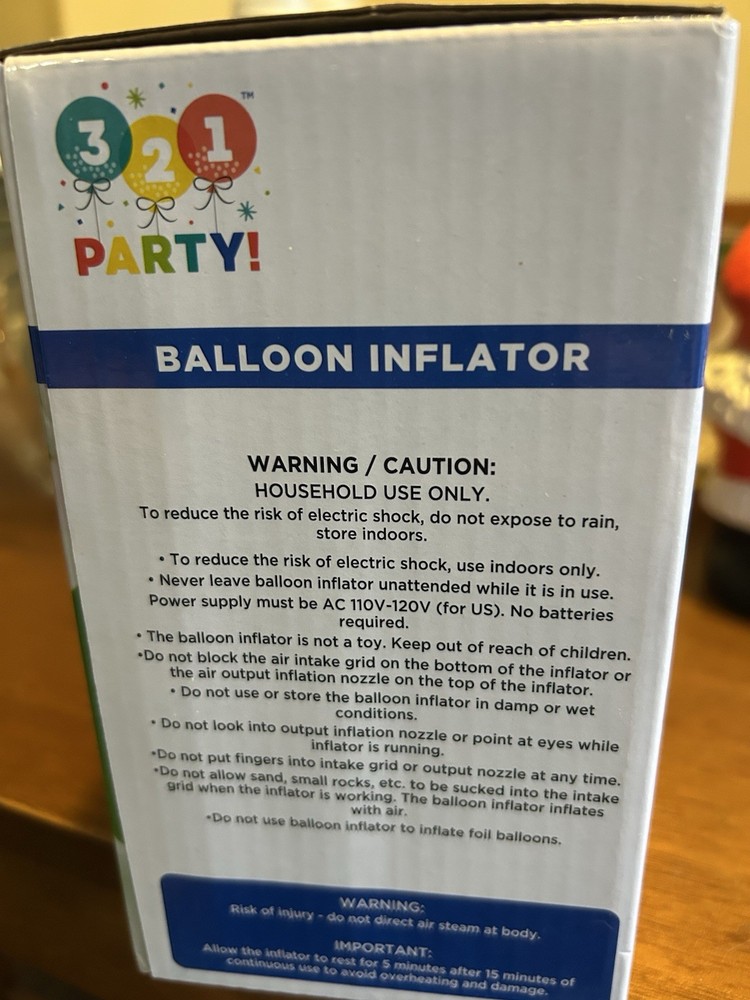 3 2 1 ™
PARTY!
BALLOON INFLATOR
WARNING / CAUTION:
HOUSEHOLD USE ONLY.
To reduce the risk of electric shock, do not expose to rain,
store indoors.
• To reduce the risk of electric shock, use indoors only.
• Never leave balloon inflator unattended while it is in use.
Power supply must be AC 110V-120V (for US). No batteries
required.
• The balloon inflator is not a toy. Keep out of reach of children.
•Do not block the air intake grid on the bottom of the inflator or
the air output inflation nozzle on the top of the inflator.
• Do not use or store the balloon inflator in damp or wet
conditions.
• Do not look into output inflation nozzle or point at eyes while
inflator is running.
•Do not put fingers into intake grid or output nozzle at any time.
•Do not allow sand, small rocks, etc. to be sucked into the intake
grid when the inflator is working. The balloon inflator inflates
with air.
•Do not use balloon inflator to inflate foil balloons.
WARNING:
Risk of injury - do not direct air steam at body.
IMPORTANT:
Allow the inflator to rest for 5 minutes after 15 minutes of
continuous use to avoid overheating and damage.